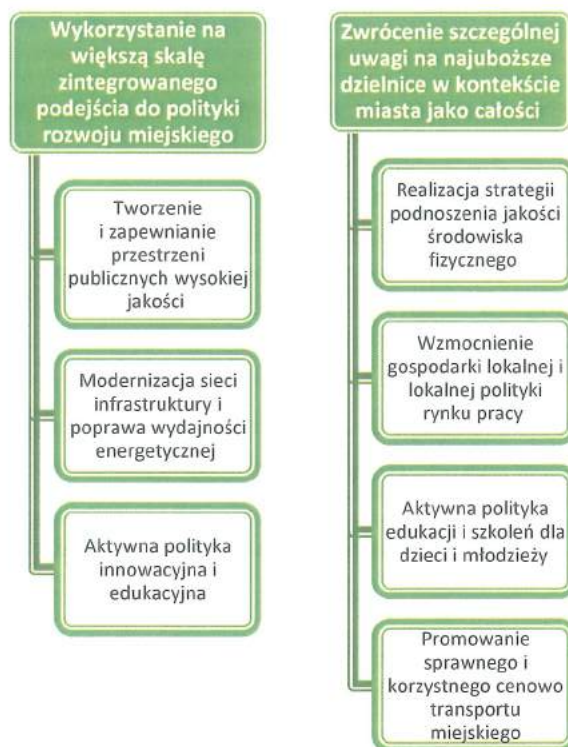 Wykorzystanie na
większą skalę
zintegrowanego
podejścia do polityki
rozwoju miejskiego
Tworzenie
i zapewnianie
przestrzeni
publicznych wysokiej
jakości
Modernizacja sieci
infrastruktury i
poprawa wydajności
energetycznej
Aktywna polityka
innowacyjna i
edukacyjna
Zwrócenie szczególnej
uwagi na najuboższe
dzielnice w kontekście
miasta jako całości
Realizacja strategii
podnoszenia jakości
środowiska
fizycznego
Wzmocnienie
gospodarki lokalnej i
lokalnej polityki
rynku pracy
Aktywna polityka
edukacji i szkoleń dla
dzieci i młodzieży
Promowanie
sprawnego i
korzystnego cenowo
transportu
miejskiego